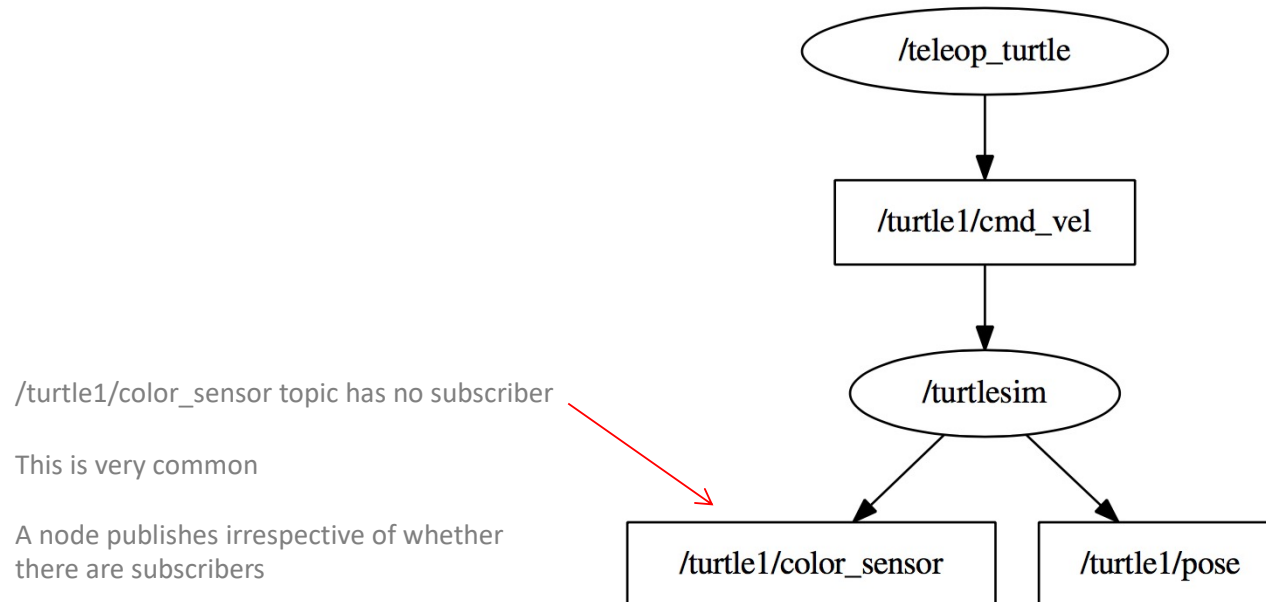 /teleop_turtle
/turtle1/cmd_vel
/turtlesim
/turtle1/color_sensor topic has no subscriber
This is very common
A node publishes irrespective of whether
there are subscribers
/turtle1/color_sensor
/turtle1/pose